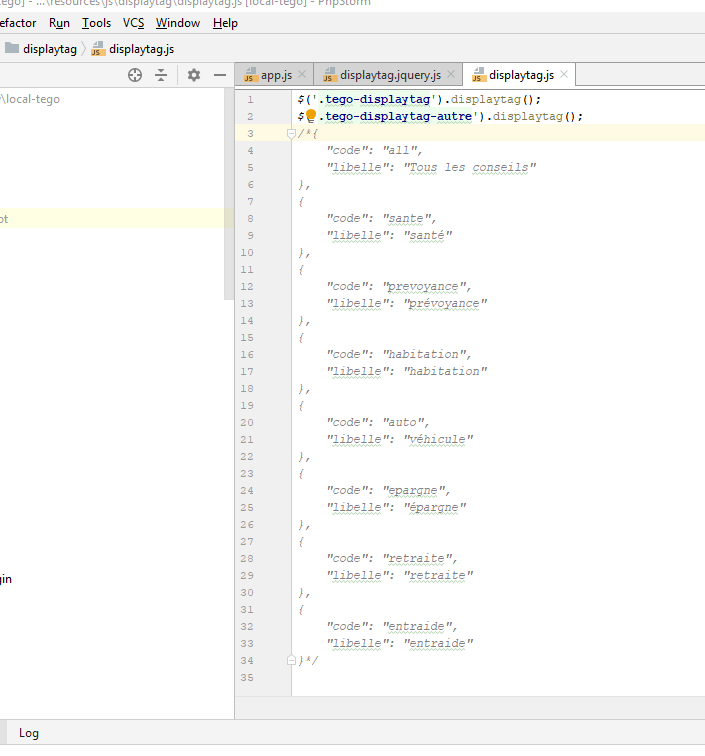 tego] - ...\resources\js\displaytag\displaytag.js [local-tego] - PhpStorm
efactor Run Tools VCS Window Help
displaytag displaytag.js
app.js displaytag.jquery.js displaytag.js
\local-tego
ot
gin
1 $('.tego-displaytag').displaytag();
2 $ .tego-displaytag-autre').displaytag();
3 /*{
4 "code": "all",
5 "libelle": "Tous les conseils"
6 },
7 {
8 "code": "sante",
9 "libelle": "santé"
10 },
11 {
12 "code": "prevoyance",
13 "libelle": "prévoyance"
14 },
15 {
16 "code": "habitation",
17 "libelle": "habitation"
18 },
19 {
20 "code": "auto",
21 "libelle": "véhicule"
22 },
23 {
24 "code": "epargne",
25 "libelle": "épargne"
26 },
27 {
28 "code": "retraite",
29 "libelle": "retraite"
30 },
31 {
32 "code": "entraide",
33 "libelle": "entraide"
34 }*/
35
Log